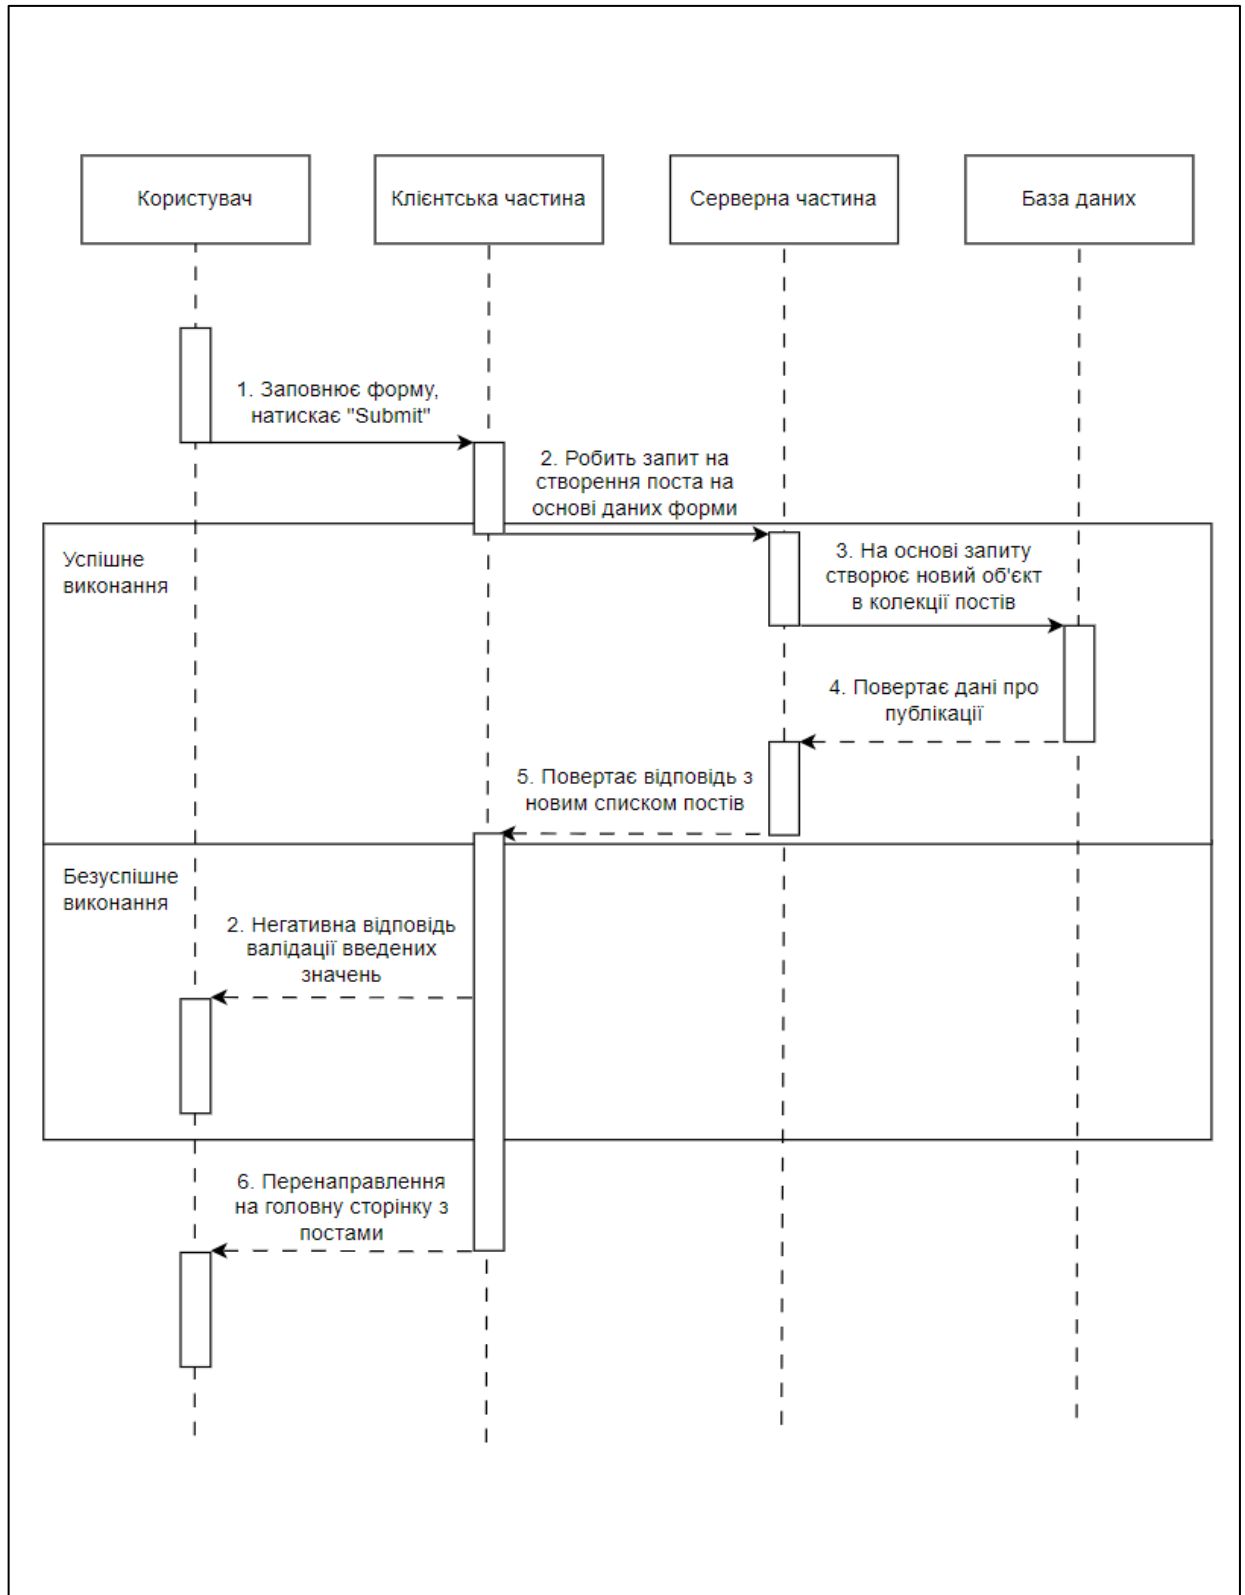 Користувач
Клієнтська частина
Серверна частина
База даних
1. Заповнює форму,
натискає "Submit"
2. Робить запит на
створення поста на
основі даних форми
Успішне
виконання
3. На основі запиту
створює новий об'єкт
в колекції постів
4. Повертає дані про
публікації
5. Повертає відповідь з
новим списком постів
Безуспішне
виконання
2. Негативна відповідь
валідації введених
значень
6. Перенаправлення
на головну сторінку з
постами